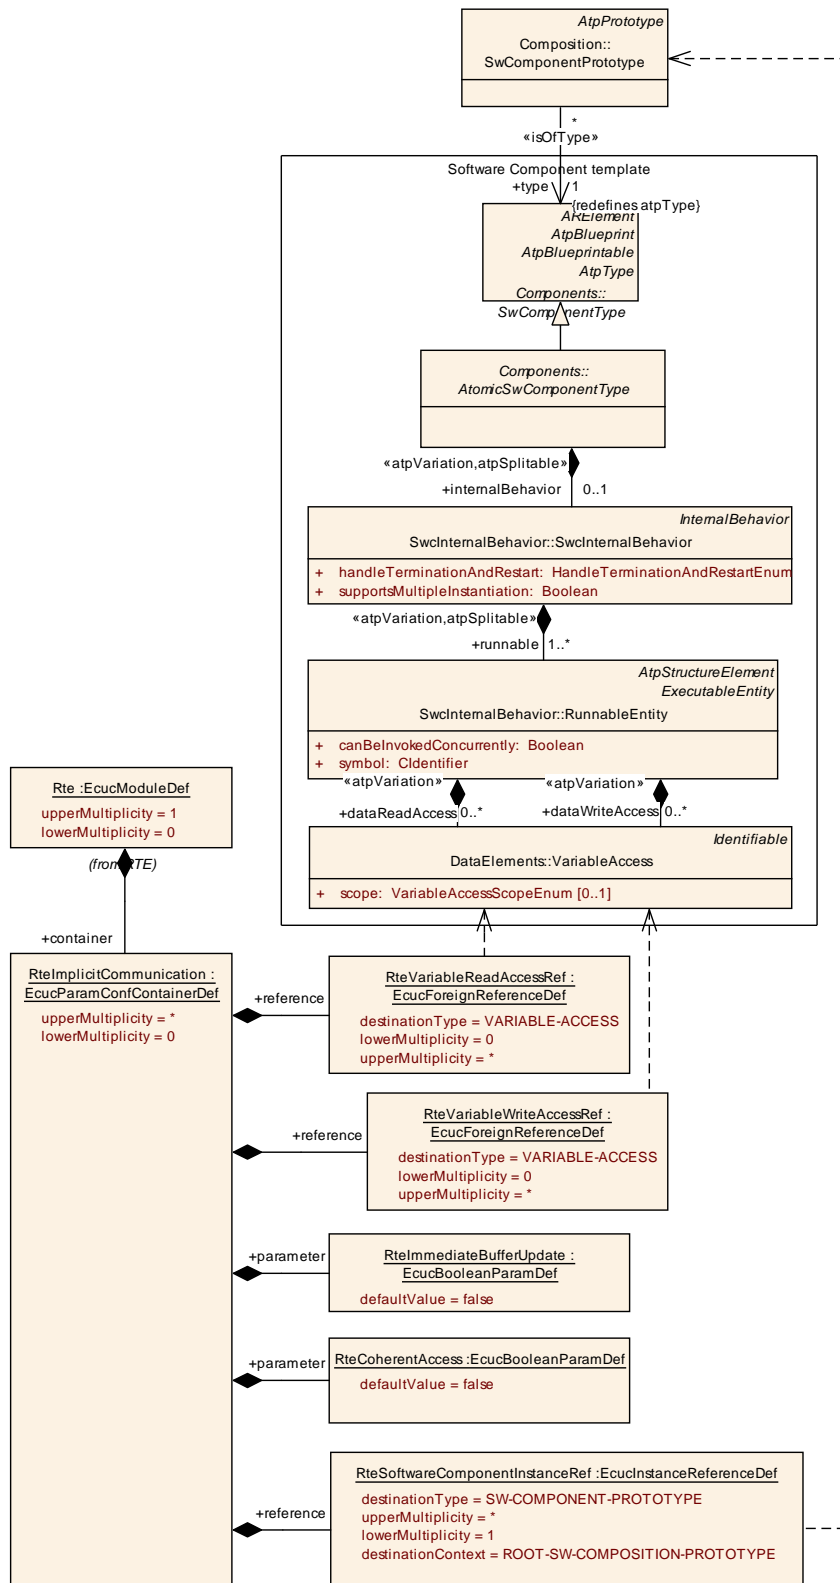 AtpPrototype
Composition::
SwComponentPrototype
*
«isOfType»
Software Component template
+type
1
{redefines atpType}
ARElement
AtpBlueprint
AtpBlueprintable
AtpType
Components::
SwComponentType
Components::
AtomicSwComponentType
«atpVariation,atpSplitable»
+internalBehavior
0..1
InternalBehavior
SwcInternalBehavior::SwcInternalBehavior
+ handleTerminationAndRestart: HandleTerminationAndRestartEnum
+ supportsMultipleInstantiation: Boolean
«atpVariation,atpSplitable»
+runnable
1..*
AtpStructureElement
ExecutableEntity
SwcInternalBehavior::RunnableEntity
+ canBeInvokedConcurrently: Boolean
+ symbol: CIdentifier
«atpVariation»
«atpVariation»
+dataReadAccess
0..*
+dataWriteAccess
0..*
Identifiable
DataElements::VariableAccess
+ scope: VariableAccessScopeEnum [0..1]
Rte :EcucModuleDef
upperMultiplicity = 1
lowerMultiplicity = 0
(from RTE)
+container
RteImplicitCommunication :
EcucParamConfContainerDef
upperMultiplicity = *
lowerMultiplicity = 0
+reference
RteVariableReadAccessRef :
EcucForeignReferenceDef
destinationType = VARIABLE-ACCESS
lowerMultiplicity = 0
upperMultiplicity = *
+reference
RteVariableWriteAccessRef :
EcucForeignReferenceDef
destinationType = VARIABLE-ACCESS
lowerMultiplicity = 0
upperMultiplicity = *
+parameter
RteImmediateBufferUpdate :
EcucBooleanParamDef
defaultValue = false
+parameter
RteCoherentAccess :EcucBooleanParamDef
defaultValue = false
+reference
RteSoftwareComponentInstanceRef :EcucInstanceReferenceDef
destinationType = SW-COMPONENT-PROTOTYPE
upperMultiplicity = *
lowerMultiplicity = 1
destinationContext = ROOT-SW-COMPOSITION-PROTOTYPE